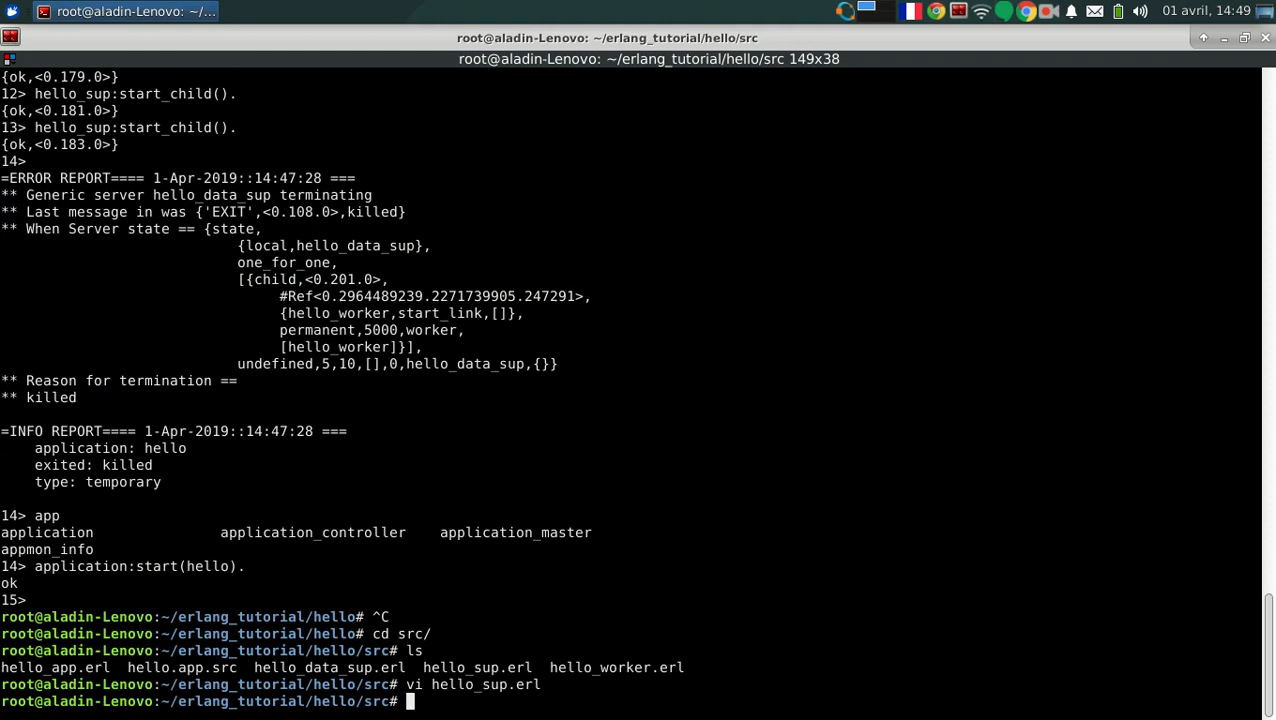 root@aladin-Lenovo: ~/...
01 avril, 14:49
root@aladin-Lenovo: ~/erlang_tutorial/hello/src
root@aladin-Lenovo: ~/erlang_tutorial/hello/src 149x38
{ok,<0.179.0>}
12> hello_sup:start_child().
{ok,<0.181.0>}
13> hello_sup:start_child().
{ok,<0.183.0>}
14>
=ERROR REPORT==== 1-Apr-2019::14:47:28 ===
** Generic server hello_data_sup terminating
** Last message in was {'EXIT',<0.108.0>,killed}
** When Server state == {state,
{local,hello_data_sup},
one_for_one,
[{child,<0.201.0>,
#Ref<0.2964489239.2271739905.247291>,
{hello_worker,start_link,[]},
permanent,5000,worker,
[hello_worker]}],
undefined,5,10,[],0,hello_data_sup,{}}
** Reason for termination ==
** killed
=INFO REPORT==== 1-Apr-2019::14:47:28 ===
application: hello
exited: killed
type: temporary
14> app
application application_controller application_master
appmon_info
14> application:start(hello).
ok
15>
root@aladin-Lenovo:~/erlang_tutorial/hello# ^C
root@aladin-Lenovo:~/erlang_tutorial/hello# cd src/
root@aladin-Lenovo:~/erlang_tutorial/hello/src# ls
hello_app.erl hello.app.src hello_data_sup.erl hello_sup.erl hello_worker.erl
root@aladin-Lenovo:~/erlang_tutorial/hello/src# vi hello_sup.erl
root@aladin-Lenovo:~/erlang_tutorial/hello/src#